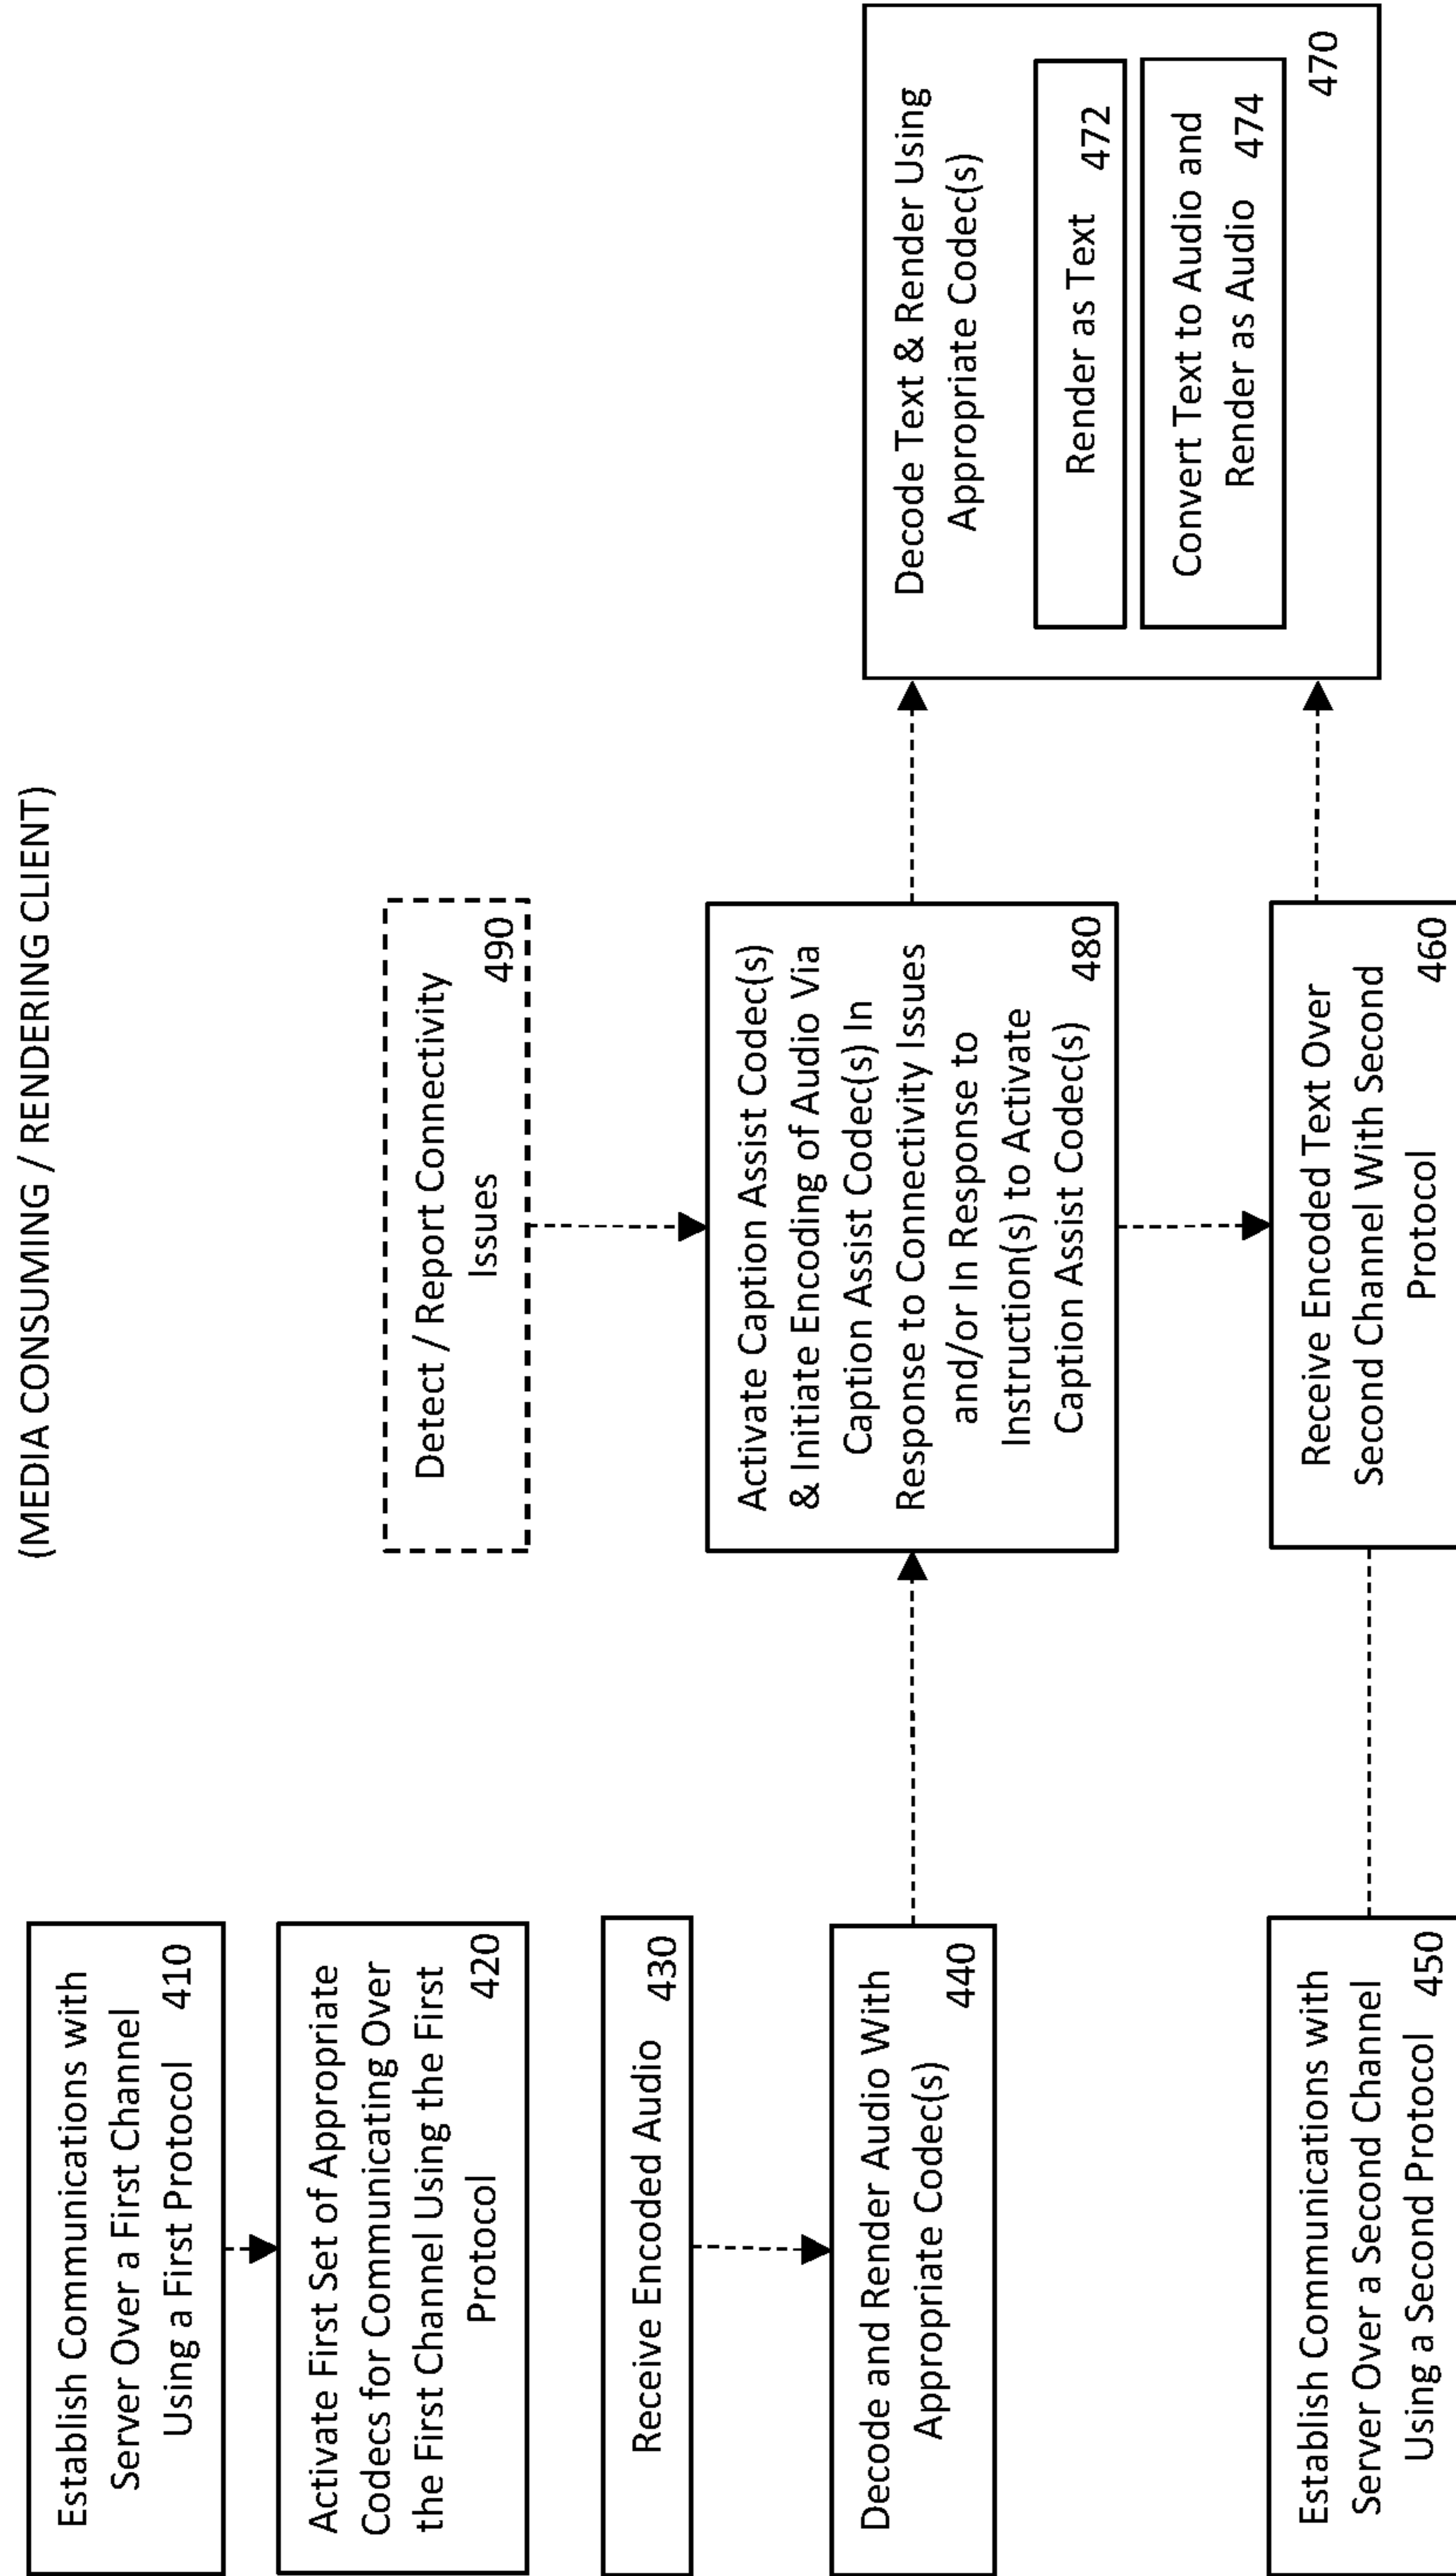 (MEDIA CONSUMING / RENDERING CLIENT)
Establish Communications with
Server Over a First Channel
Using a First Protocol 410
Activate First Set of Appropriate
Codecs for Communicating Over
the First Channel Using the First
Protocol 420
Receive Encoded Audio 430
Decode and Render Audio With
Appropriate Codec(s) 440
Establish Communications with
Server Over a Second Channel
Using a Second Protocol 450
Detect / Report Connectivity
Issues 490
Activate Caption Assist Codec(s)
& Initiate Encoding of Audio Via
Caption Assist Codec(s) In
Response to Connectivity Issues
and/or In Response to
Instruction(s) to Activate
Caption Assist Codec(s) 480
Receive Encoded Text Over
Second Channel With Second
Protocol 460
Decode Text & Render Using
Appropriate Codec(s)
Render as Text 472
Convert Text to Audio and
Render as Audio 474
470